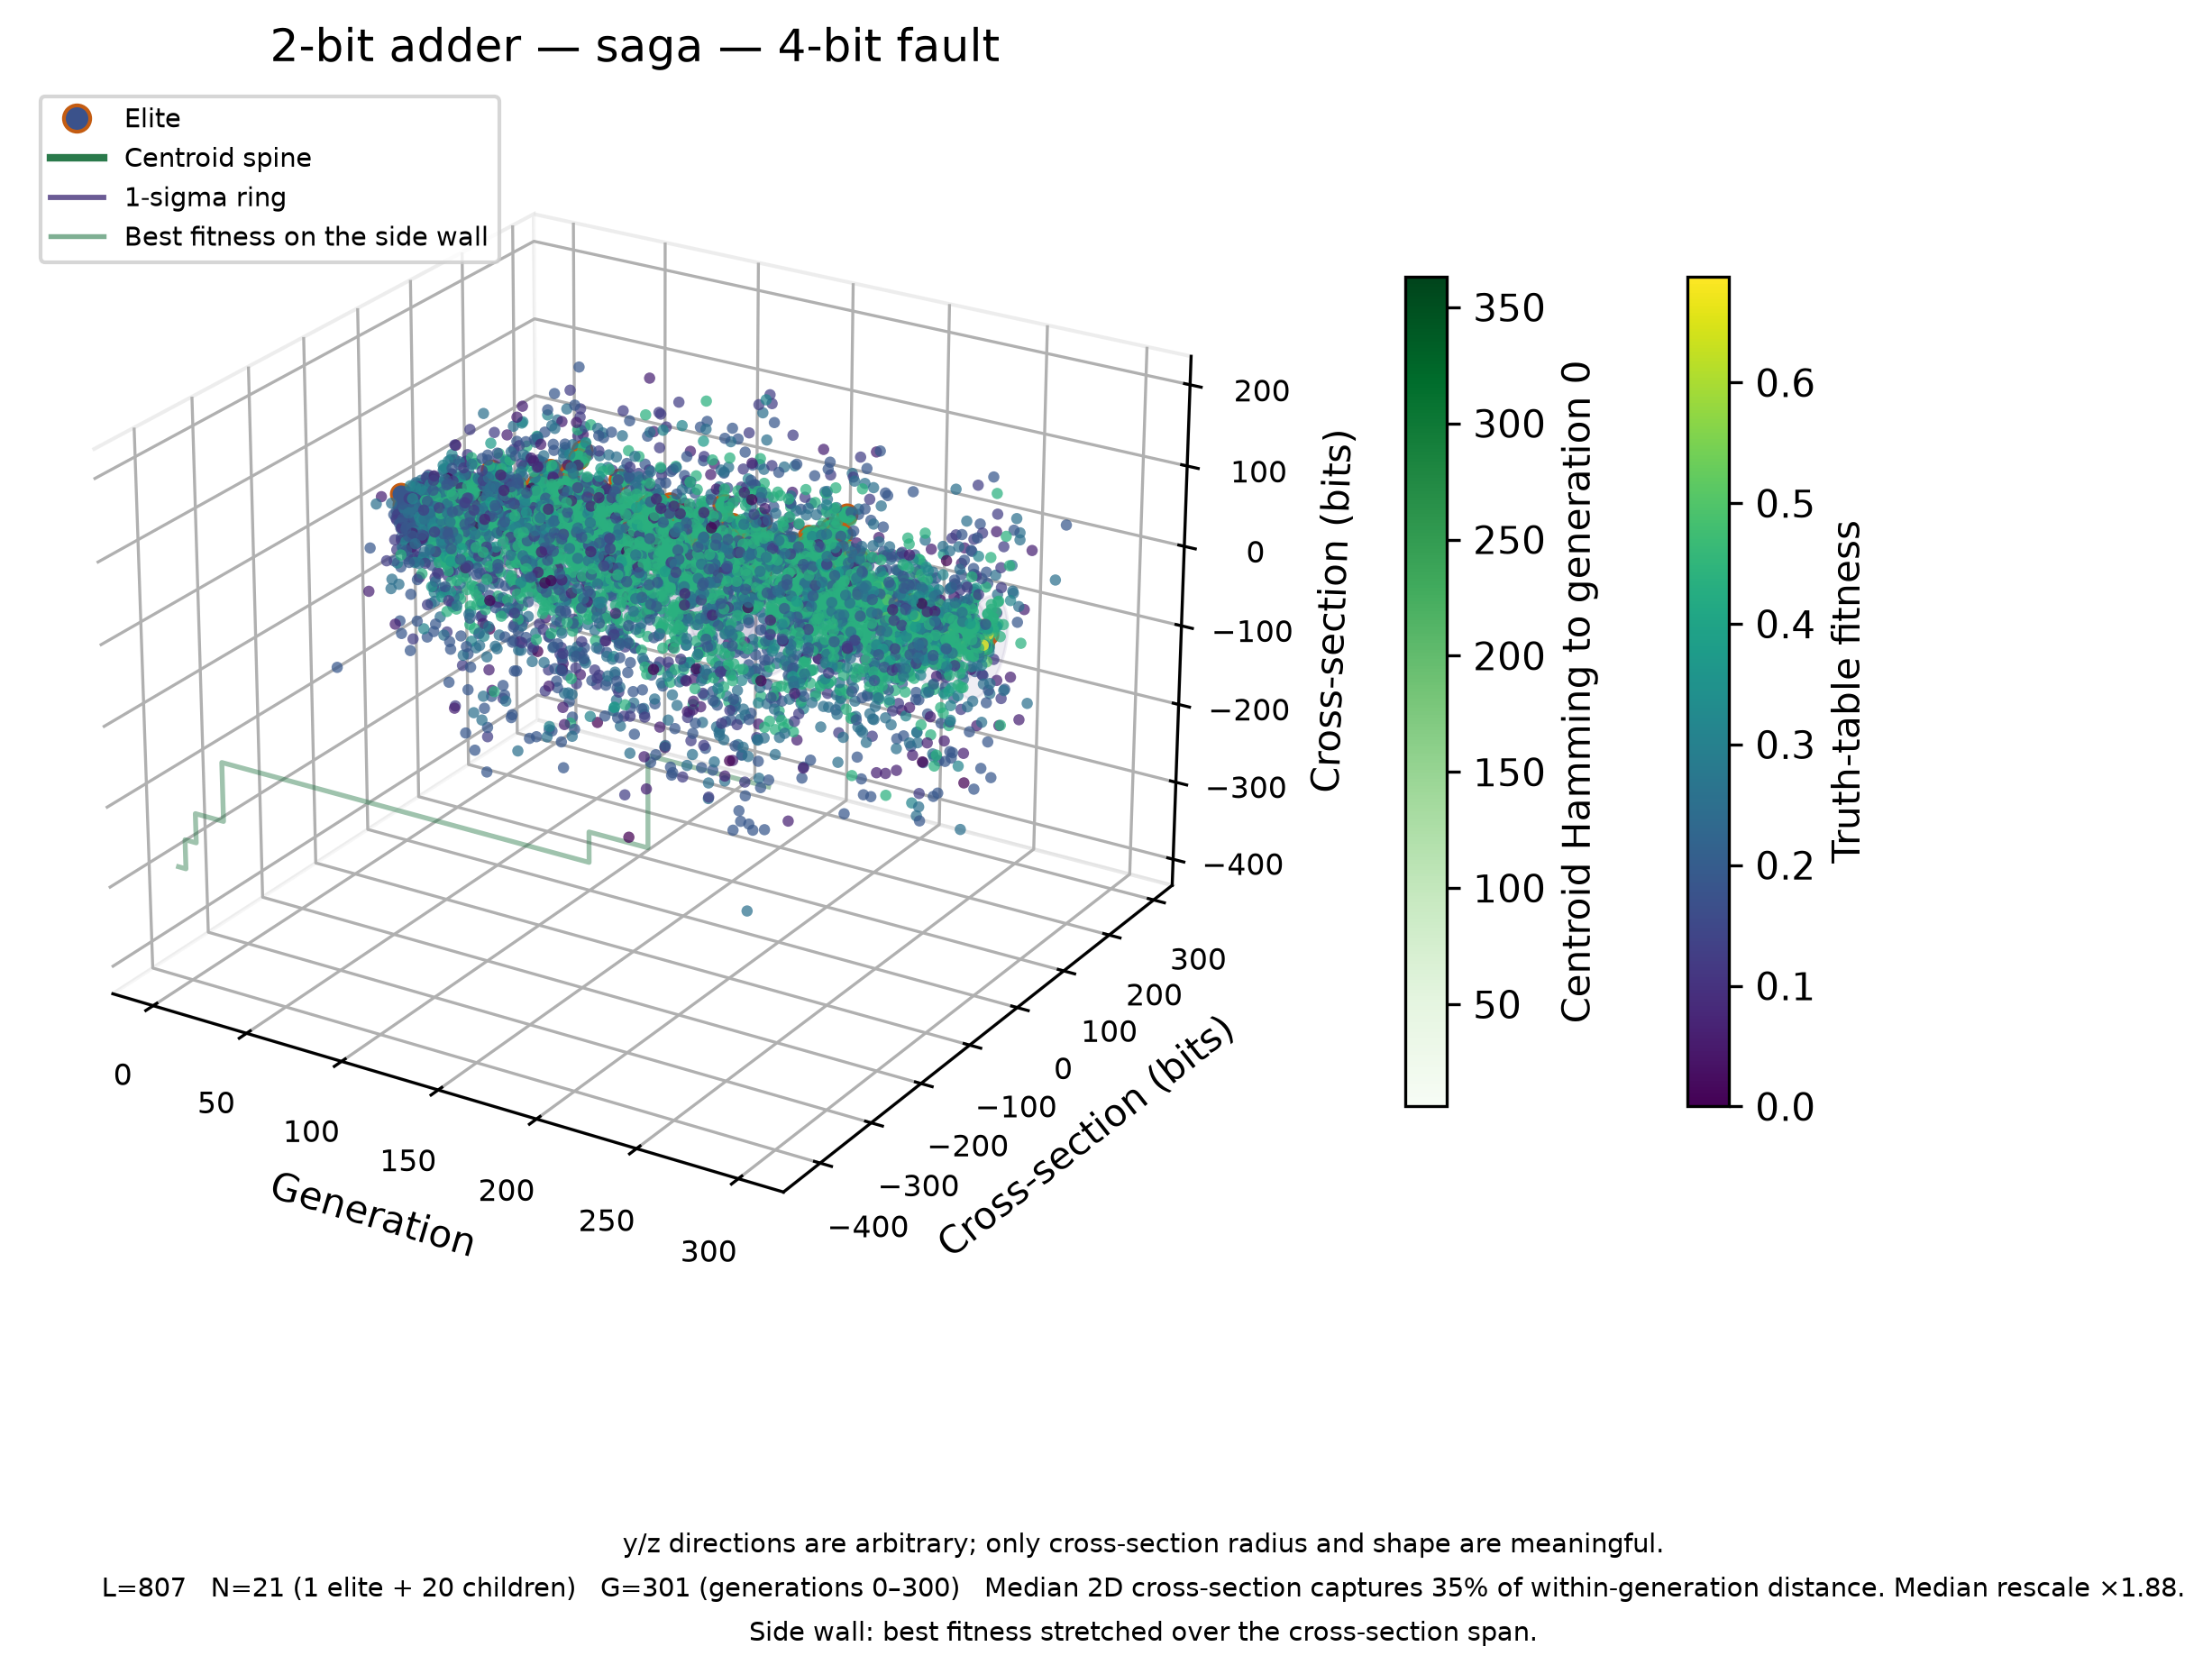 2-bit adder — saga — 4-bit fault
Elite
Centroid spine
1-sigma ring
Best fitness on the side wall
200
100
0
−100
−200
−300
−400
Cross-section (bits)
300
200
100
0
−100
−200
−300
−400
Cross-section (bits)
0
50
100
150
200
250
300
Generation
350
300
250
200
150
100
50
Centroid Hamming to generation 0
0.6
0.5
0.4
0.3
0.2
0.1
0.0
Truth-table fitness
y/z directions are arbitrary; only cross-section radius and shape are meaningful.
L=807   N=21 (1 elite + 20 children)   G=301 (generations 0–300)   Median 2D cross-section captures 35% of within-generation distance. Median rescale ×1.88.
Side wall: best fitness stretched over the cross-section span.